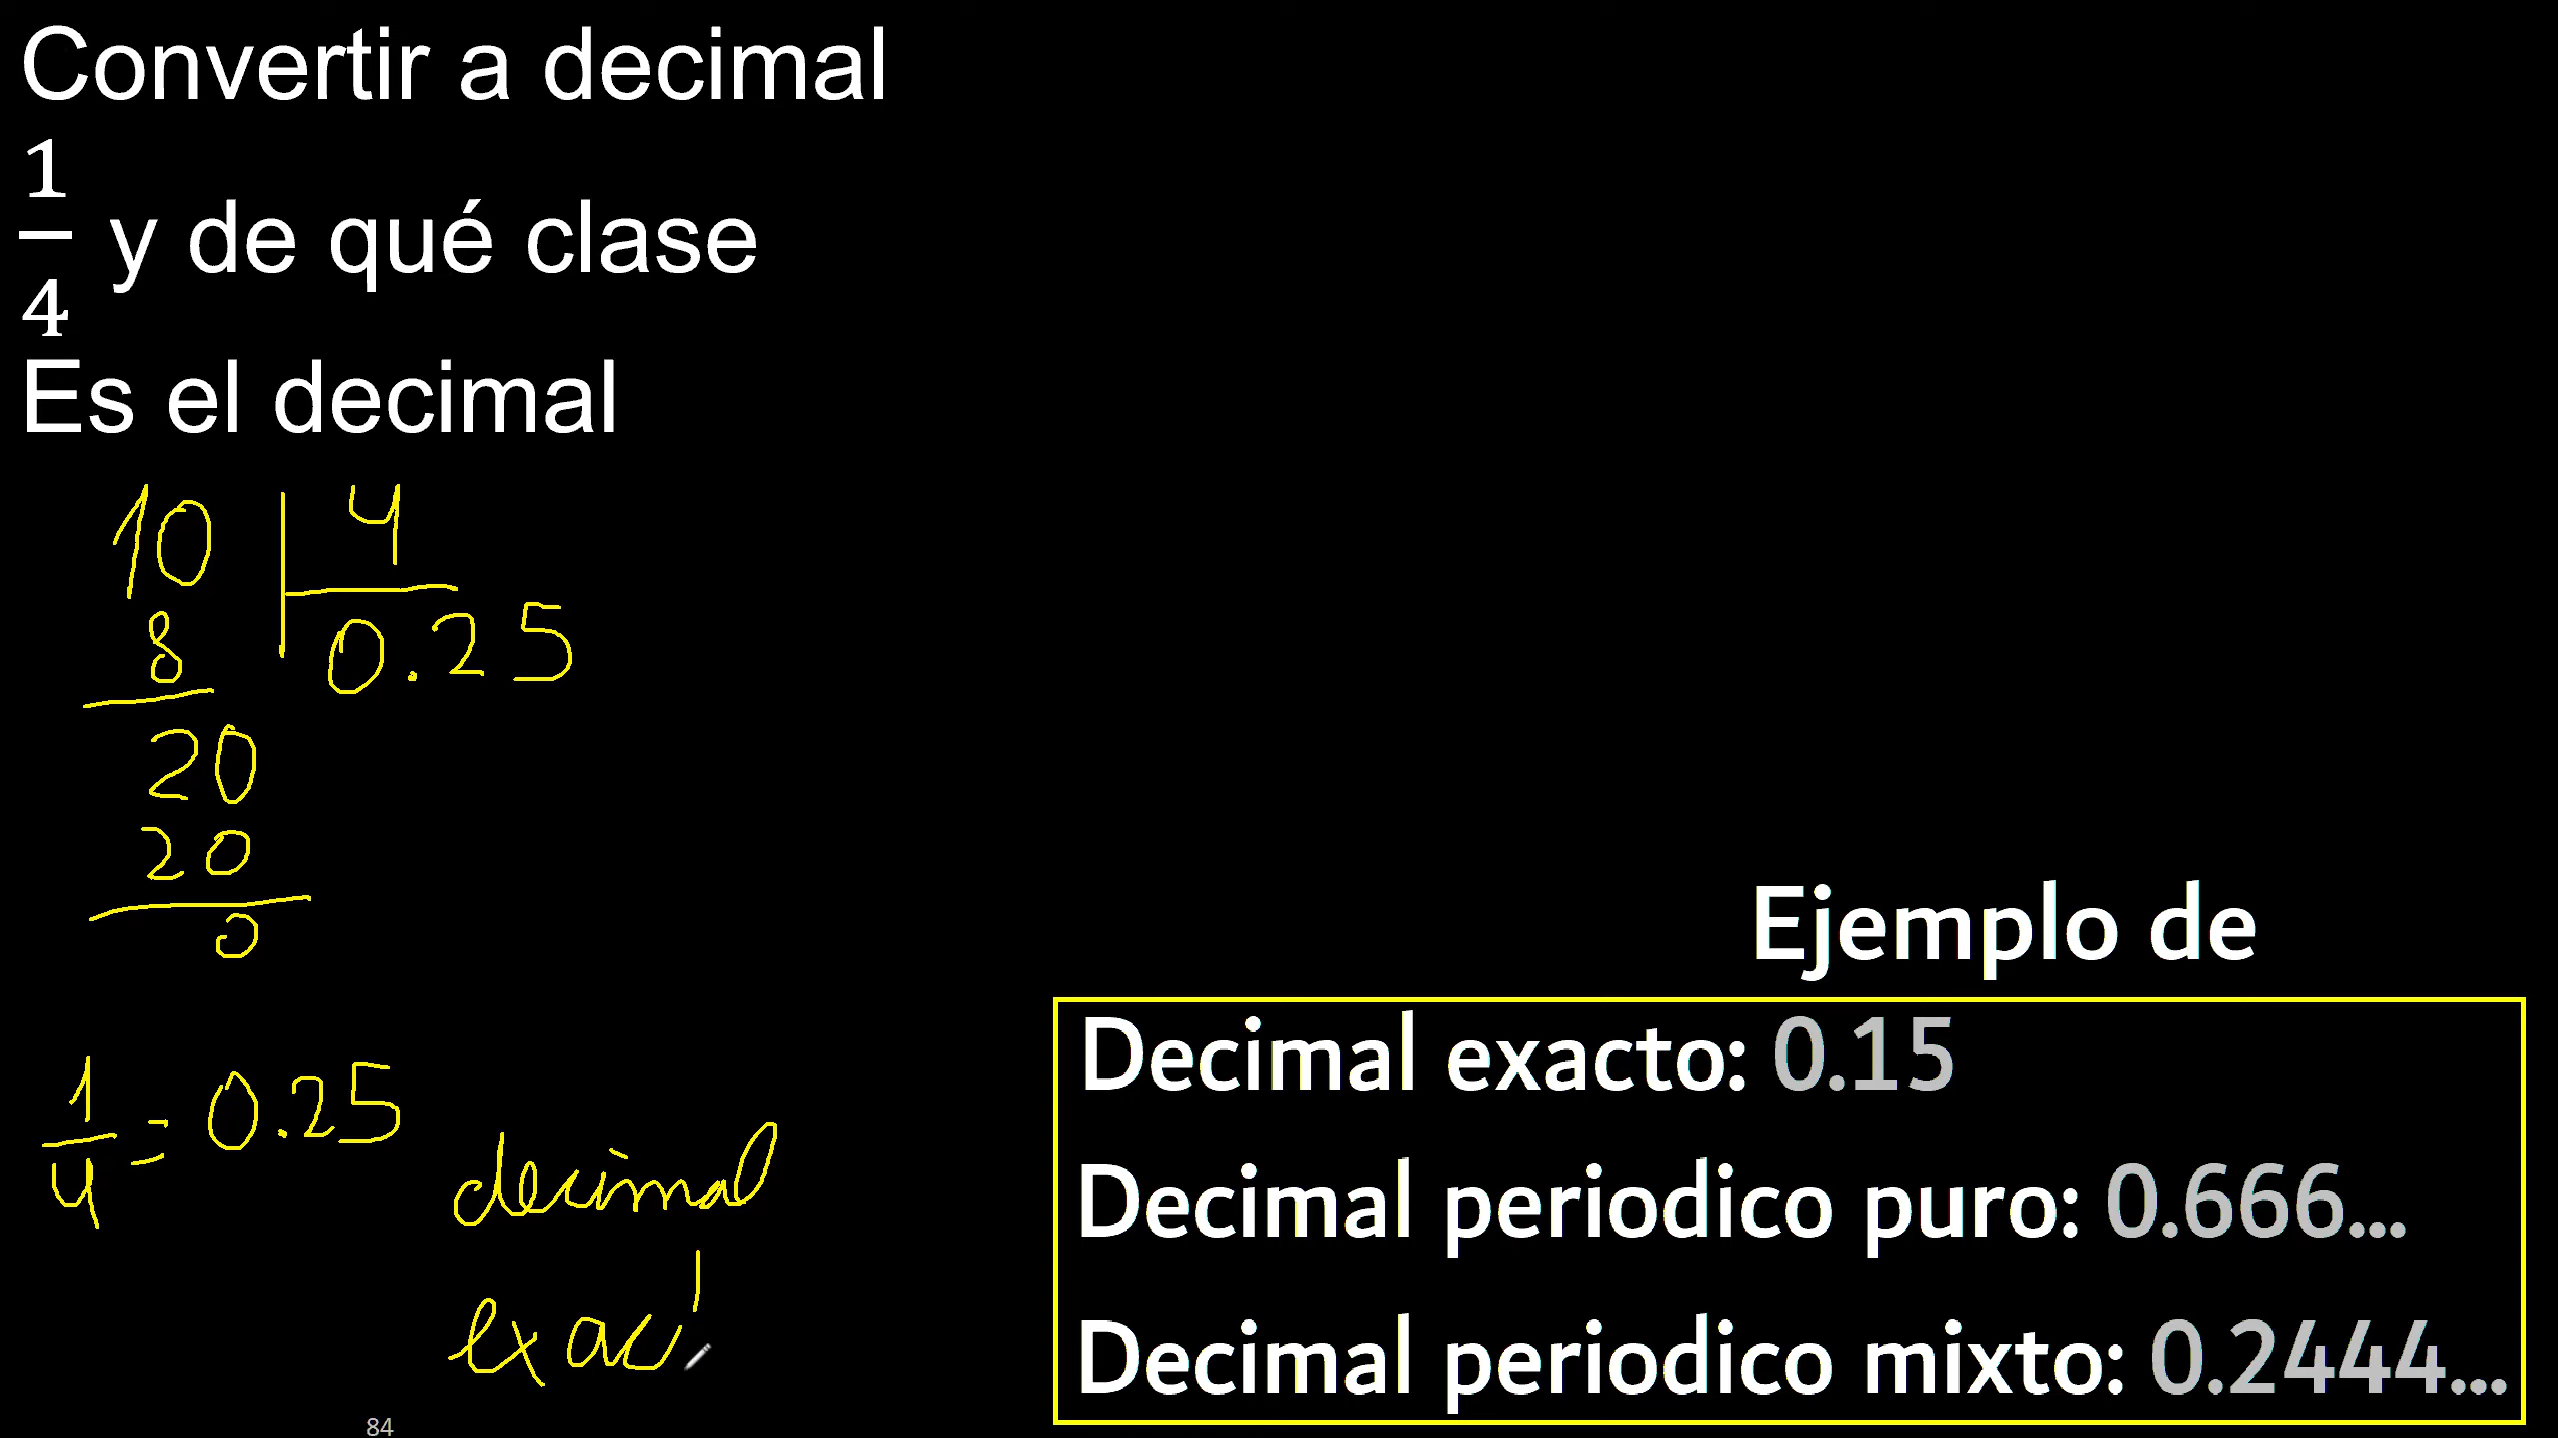 Convertir a decimal
1
4 y de qué clase
Es el decimal
10 4
8 0.25
20
20
0
1
4 = 0.25
decimal
exact
Ejemplo de
Decimal exacto: 0.15
Decimal periodico puro: 0.666...
Decimal periodico mixto: 0.2444...
84